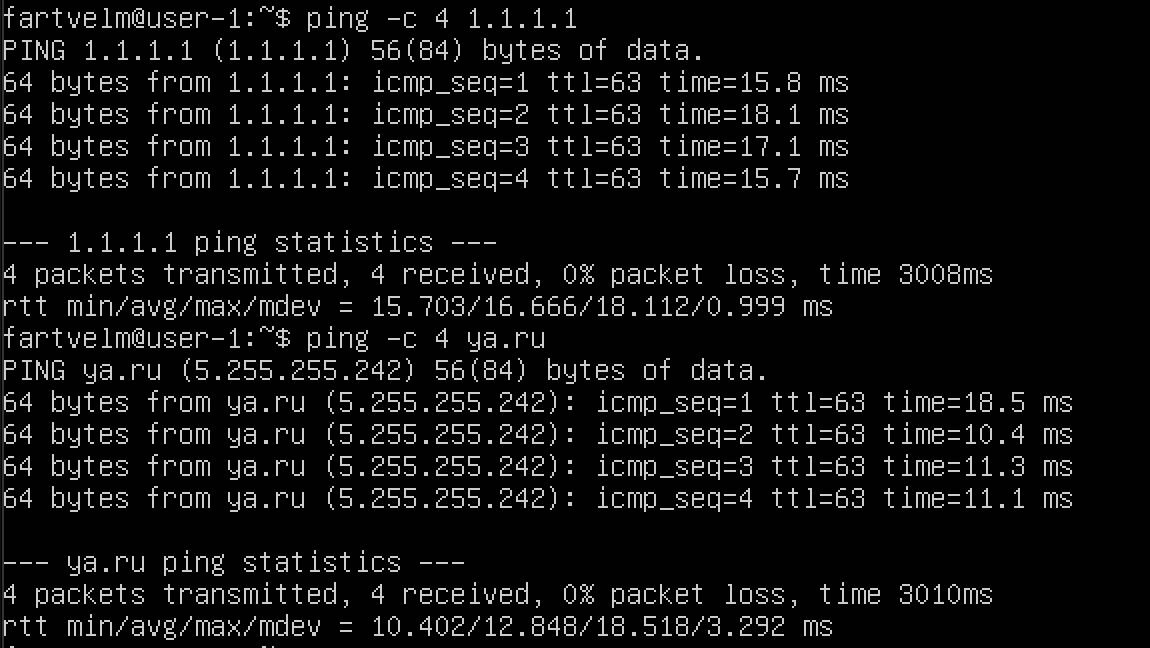 fartvelm@user-1:~$ ping -c 4 1.1.1.1
PING 1.1.1.1 (1.1.1.1) 56(84) bytes of data.
64 bytes from 1.1.1.1: icmp_seq=1 ttl=63 time=15.8 ms
64 bytes from 1.1.1.1: icmp_seq=2 ttl=63 time=18.1 ms
64 bytes from 1.1.1.1: icmp_seq=3 ttl=63 time=17.1 ms
64 bytes from 1.1.1.1: icmp_seq=4 ttl=63 time=15.7 ms
--- 1.1.1.1 ping statistics ---
4 packets transmitted, 4 received, 0% packet loss, time 3008ms
rtt min/avg/max/mdev = 15.703/16.666/18.112/0.999 ms
fartvelm@user-1:~$ ping -c 4 ya.ru
PING ya.ru (5.255.255.242) 56(84) bytes of data.
64 bytes from ya.ru (5.255.255.242): icmp_seq=1 ttl=63 time=18.5 ms
64 bytes from ya.ru (5.255.255.242): icmp_seq=2 ttl=63 time=10.4 ms
64 bytes from ya.ru (5.255.255.242): icmp_seq=3 ttl=63 time=11.3 ms
64 bytes from ya.ru (5.255.255.242): icmp_seq=4 ttl=63 time=11.1 ms
--- ya.ru ping statistics ---
4 packets transmitted, 4 received, 0% packet loss, time 3010ms
rtt min/avg/max/mdev = 10.402/12.848/18.518/3.292 ms